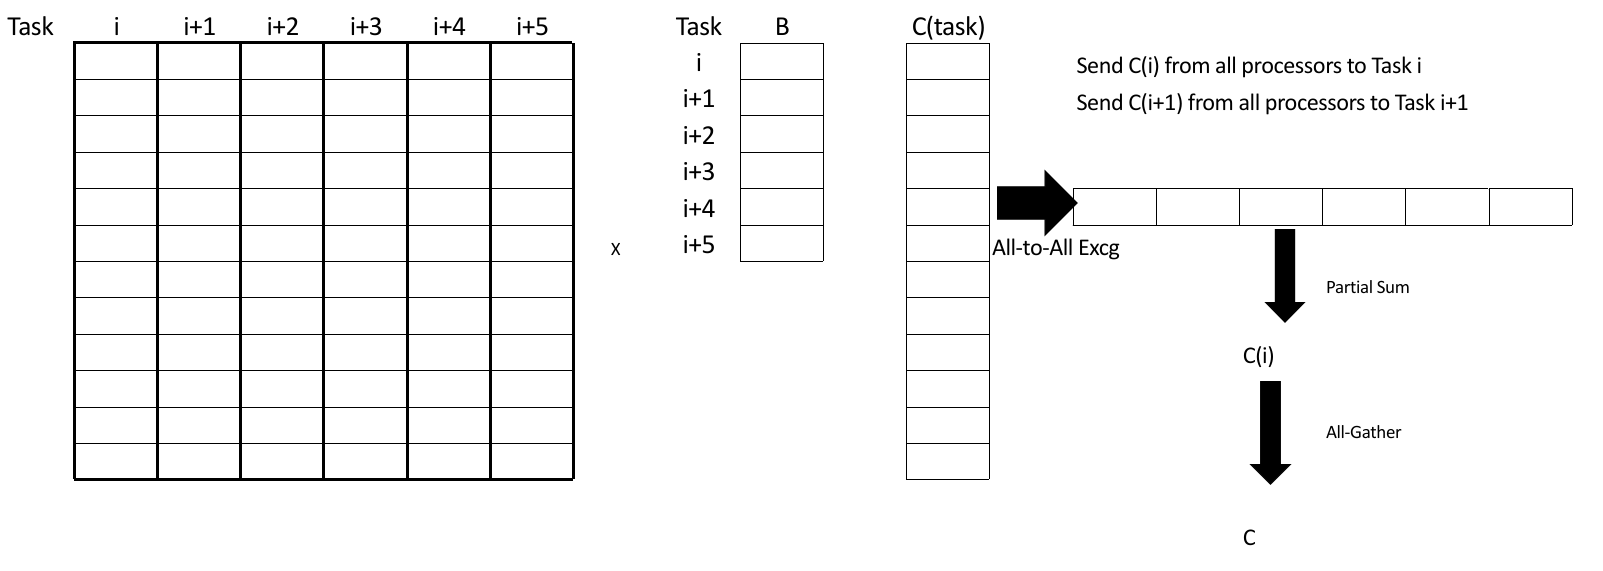 Task i i+1 i+2 i+3 i+4 i+5
Task B
i
i+1
i+2
i+3
i+4
i+5
x
C(task)
Send C(i) from all processors to Task i
Send C(i+1) from all processors to Task i+1
All-to-All Excg
Partial Sum
C(i)
All-Gather
C